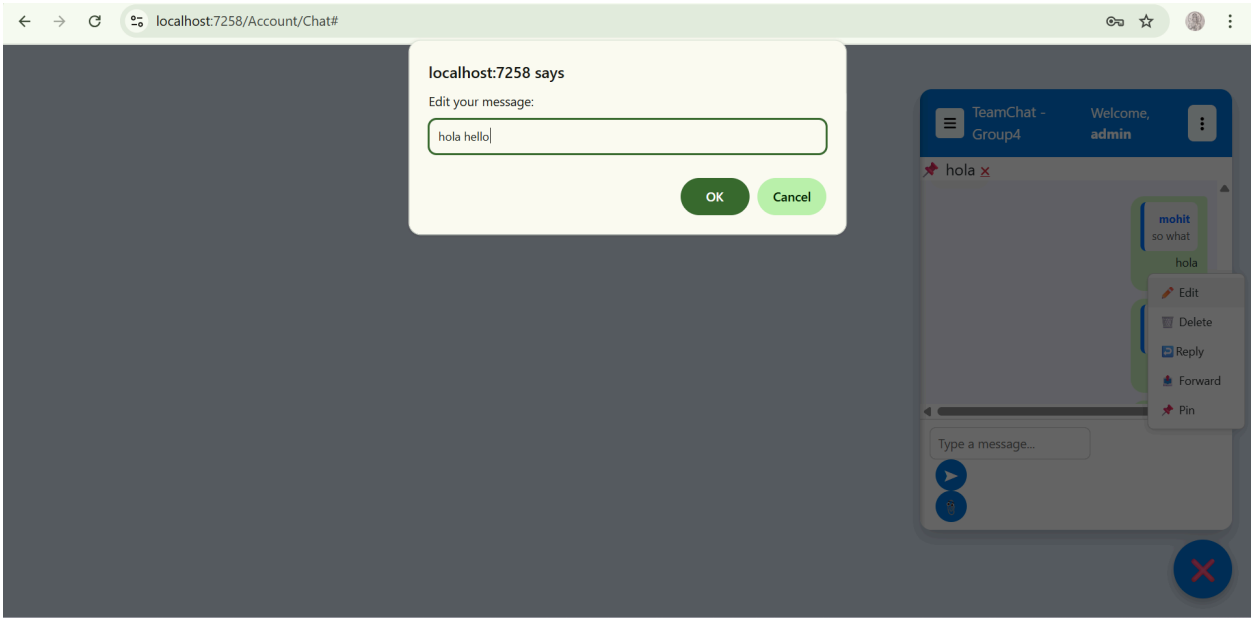 localhost:7258/Account/Chat#
localhost:7258 says
Edit your message:
hola hello
OK
Cancel
TeamChat -
Group4
Welcome,
admin
hola x
mohit
so what
hola
Edit
Delete
Reply
Forward
Pin
Type a message...